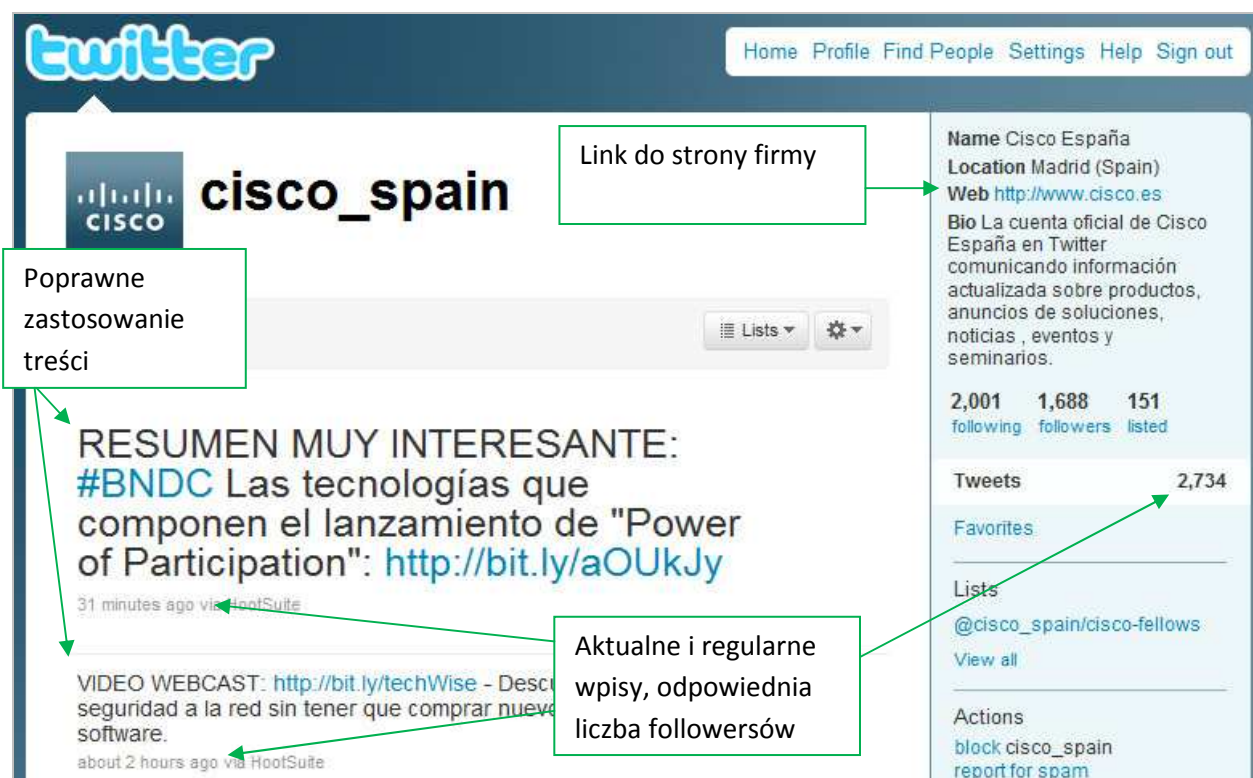 twitter
Home Profile Find People Settings Help Sign out
CISCO
cisco_spain
Link do strony firmy
Poprawne
zastosowanie
treści
Lists
RESUMEN MUY INTERESANTE:
#BNDC Las tecnologías que
componen el lanzamiento de "Power
of Participation": http://bit.ly/aOUkJy
31 minutes ago via HootSuite
VIDEO WEBCAST: http://bit.ly/techWise -
seguridad a la red sin tener que comprar
software.
about 2 hours ago via HootSuite
Aktualne i regularne
wpisy, odpowiednia
liczba followersów
Name Cisco España
Location Madrid (Spain)
Web http://www.cisco.es
Bio La cuenta oficial de Cisco
España en Twitter
comunicando información
actualizada sobre productos,
anuncios de soluciones,
noticias , eventos y
seminarios.
2,001 1,688 151
following followers listed
Tweets 2,734
Favorites
Lists
@cisco_spain/cisco-fellows
View all
Actions
block cisco_spain
report for spam